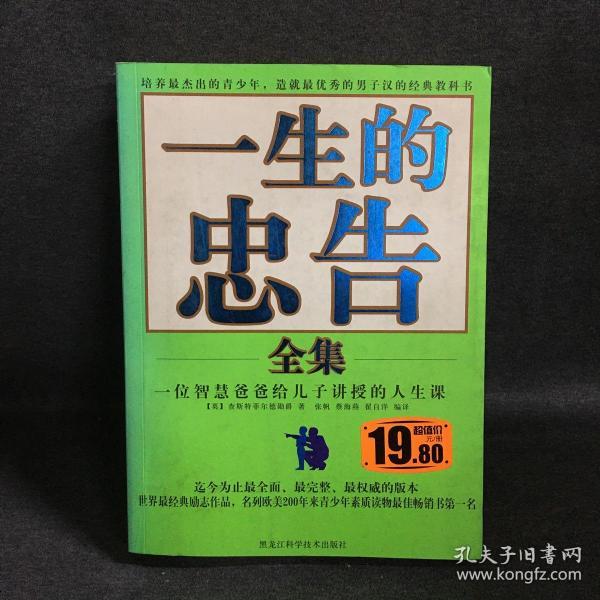 培养最杰出的青少年，造就最优秀的男子汉的经典教科书
一生的
忠告
全集
一位智慧爸爸给儿子讲授的人生课
【英】查斯特菲尔德勋爵 著 张帆 蔡海燕 翟自洋 编译
超值价
元/册
19.80
迄今为止最全面、最完整、最权威的版本
世界最经典励志作品，名列欧美200年来青少年素质读物最佳畅销书第一名
黑龙江科学技术出版社
孔夫子旧书网
www.kongfz.com